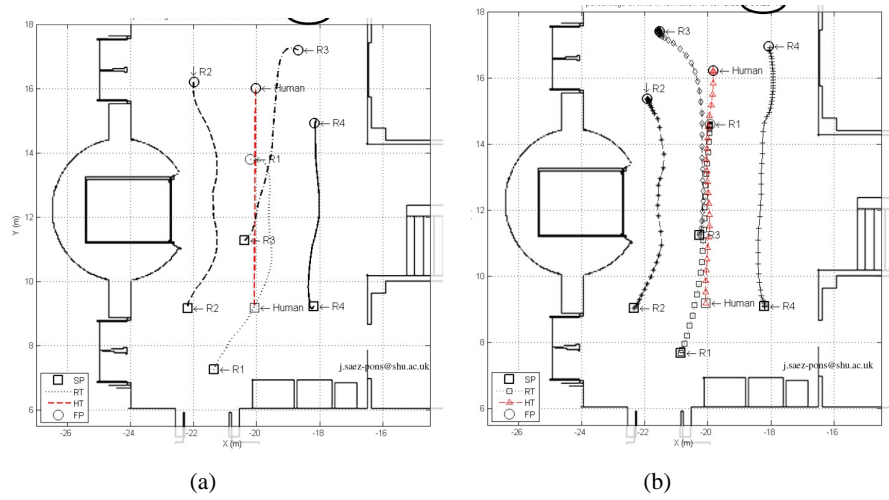 18
16
14
12
10
8
6
Y (m)
-26
-24
-22
-20
-18
-16
X (m)
R2
R3
Human
R4
R1
R3
R2
Human
R4
R1
j.saez-pons@shu.ac.uk
SP
RT
HT
FP
(a)
18
16
14
12
10
8
6
-26
-24
-22
-20
-18
-16
X (m)
R3
R4
Human
R2
R1
R3
R2
Human
R4
R1
j.saez-pons@shu.ac.uk
SP
RT
HT
FP
(b)